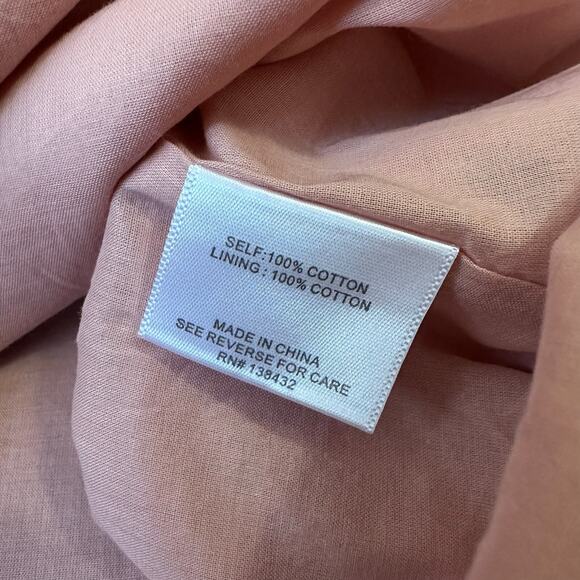 SELF:100% COTTON
LINING : 100% COTTON
MADE IN CHINA
SEE REVERSE FOR CARE
RN# 138432